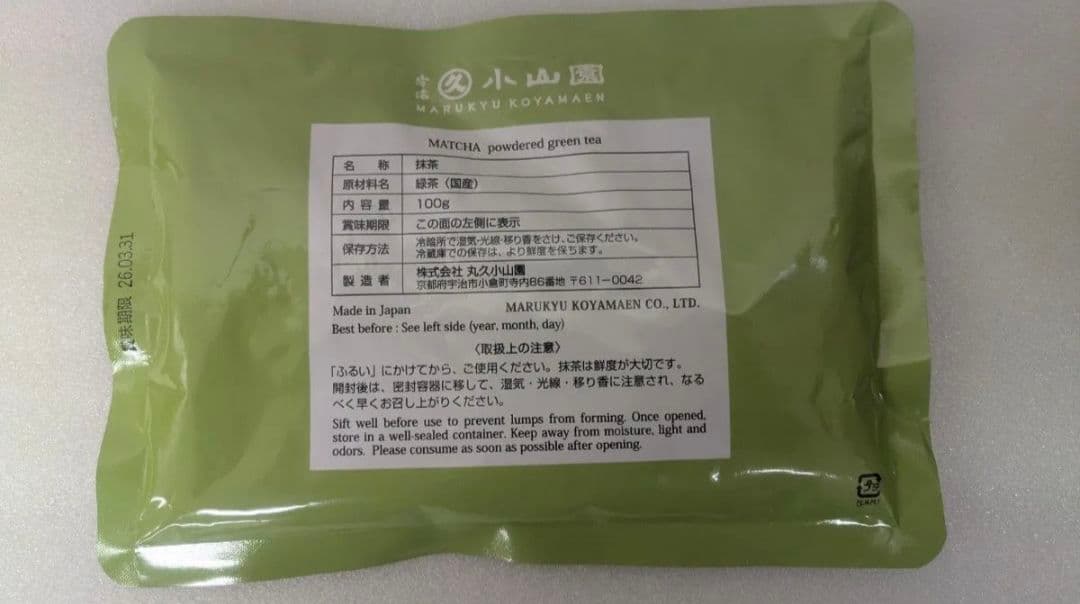 宇治 久 小山園
MARUKYU KOYAMAEN
MATCHA powdered green tea
名 称 抹茶
原材料名 緑茶（国産）
内 容 量 100g
賞味期限 この面の左側に表示
保存方法 冷暗所で湿気・光線・移り香をさけ、ご保存ください。
冷蔵庫での保存は、より鮮度を保ちます。
製 造 者 株式会社 丸久小山園
京都府宇治市小倉町寺内86番地 〒611-0042
Made in Japan MARUKYU KOYAMAEN CO., LTD.
Best before : See left side (year, month, day)
〈取扱上の注意〉
「ふるい」にかけてから、ご使用ください。抹茶は鮮度が大切です。
開封後は、密封容器に移して、湿気・光線・移り香に注意され、なる
べく早くお召し上がりください。
Sift well before use to prevent lumps from forming. Once opened,
store in a well-sealed container. Keep away from moisture, light and
odors. Please consume as soon as possible after opening.
賞味期限 26.03.31
プラ